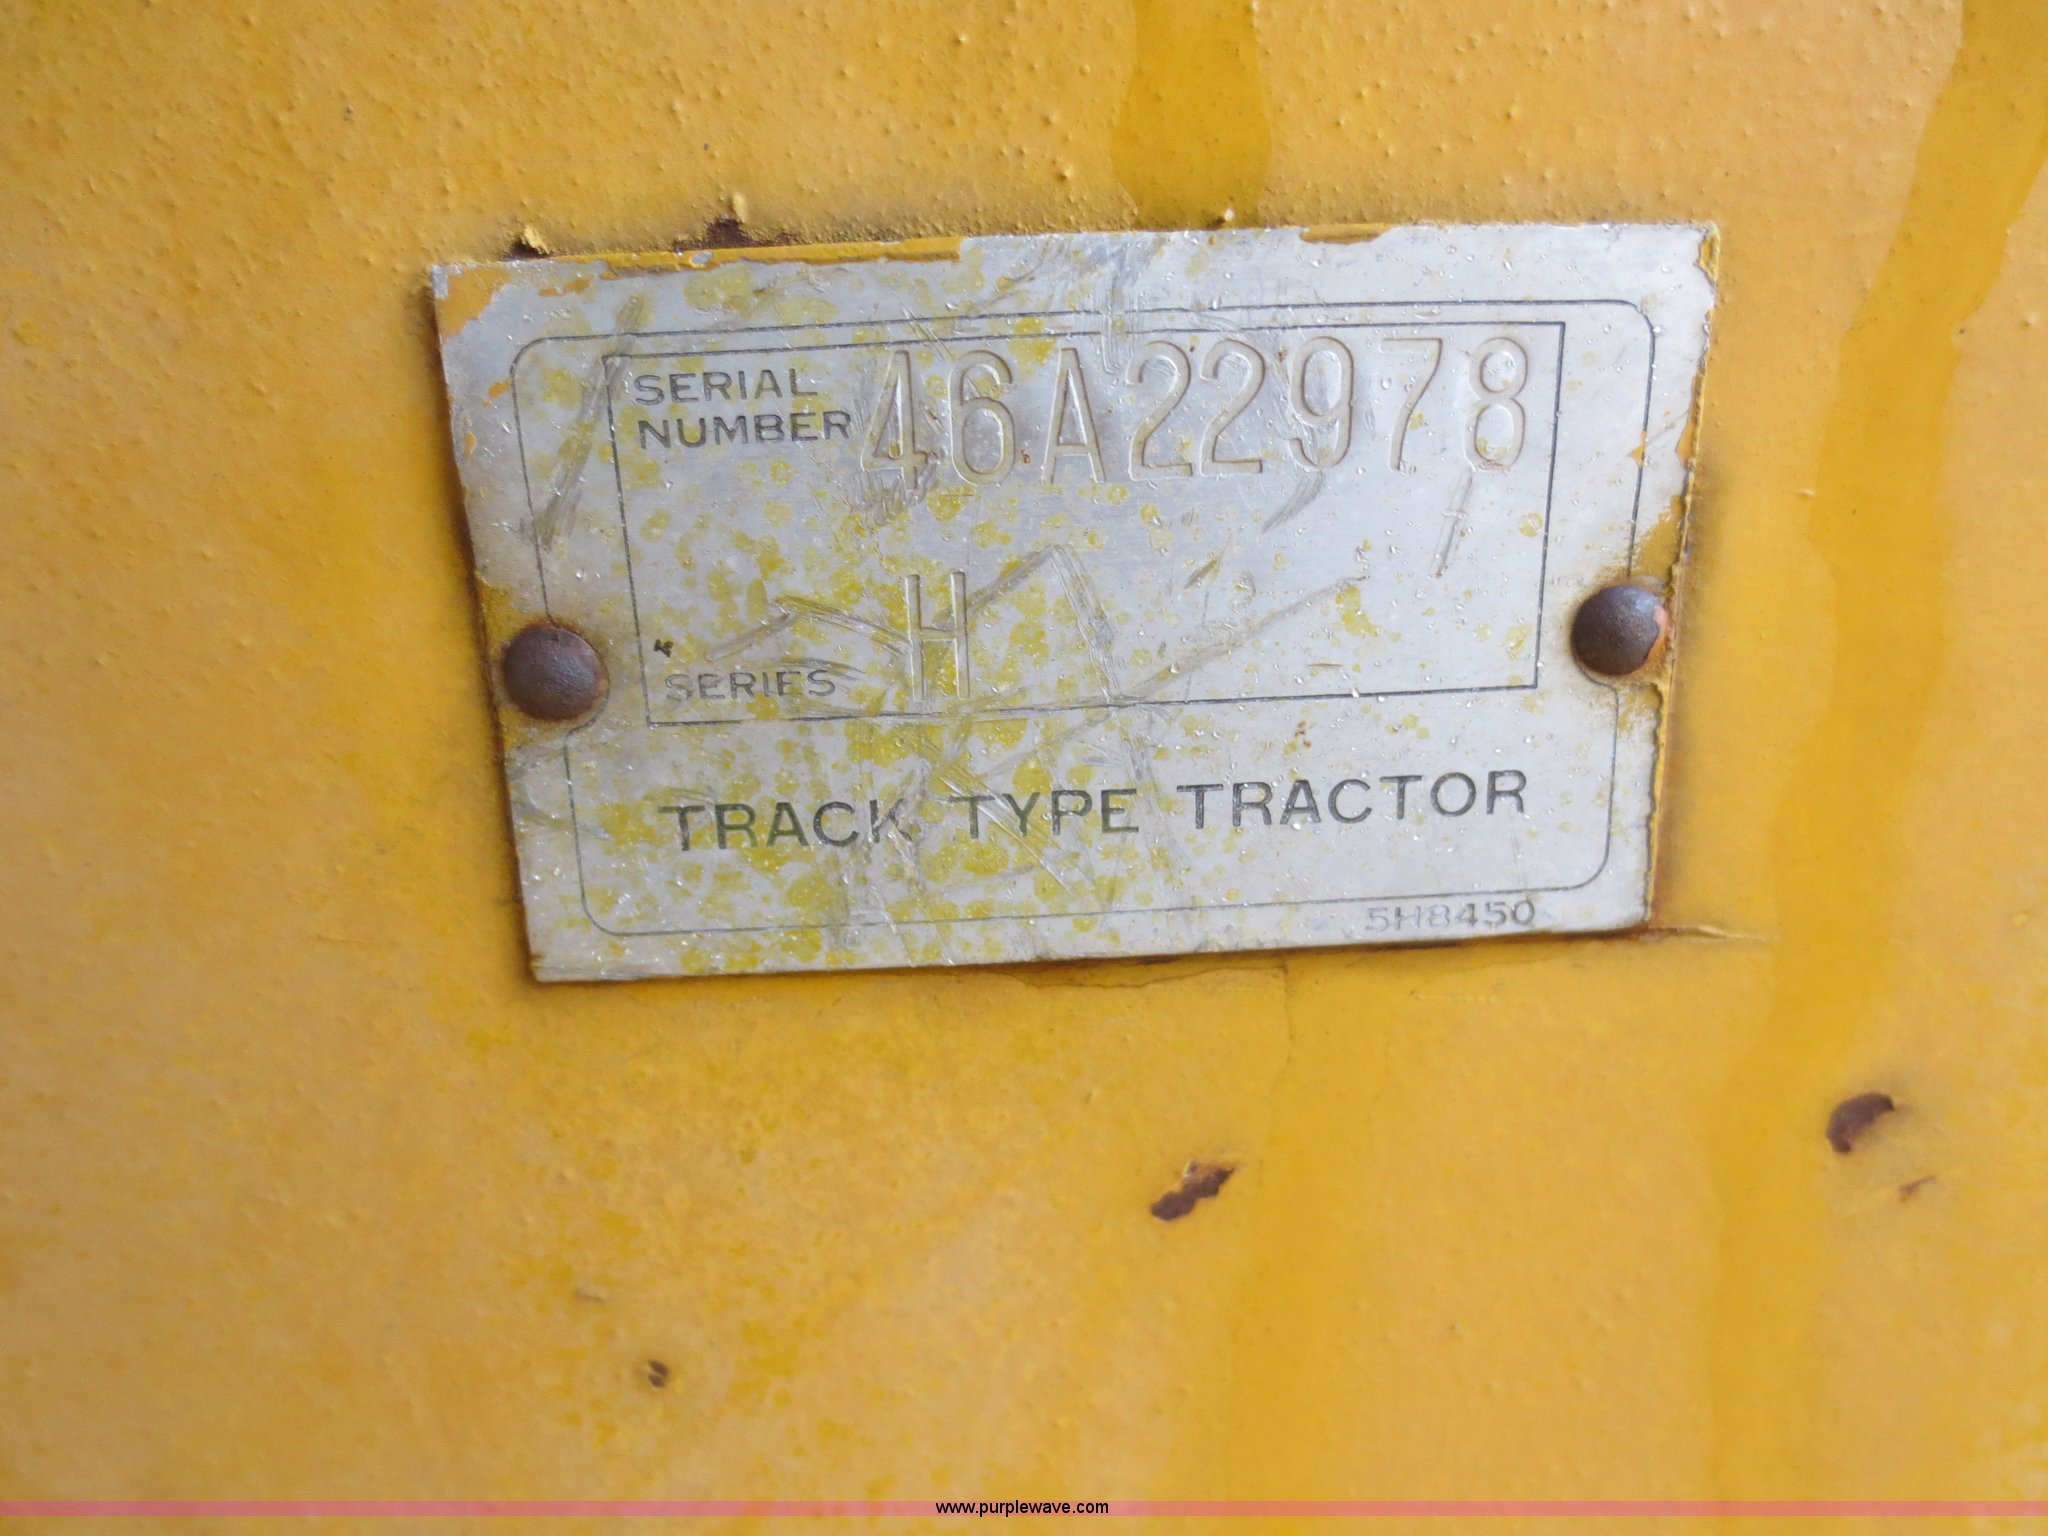 SERIAL
NUMBER 46A22978
SERIES H
TRACK TYPE TRACTOR
5H8450
www.purplewave.com